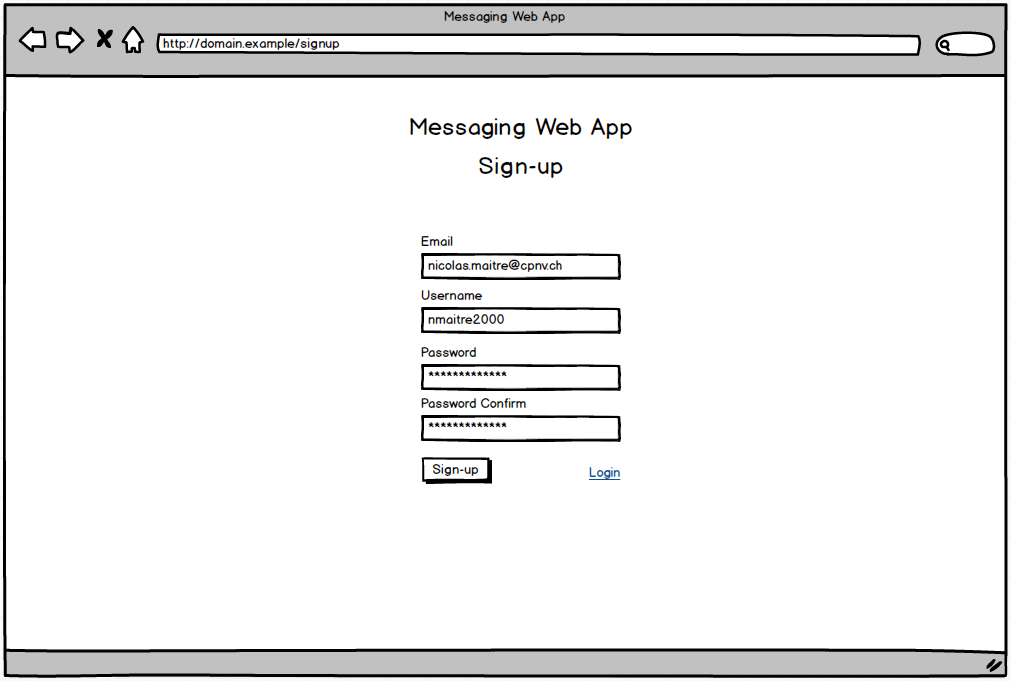 Messaging Web App
http://domain.example/signup
Messaging Web App
Sign-up
Email
nicolas.maitre@cpnv.ch
Username
nmaitre2000
Password
*************
Password Confirm
*************
Sign-up
Login